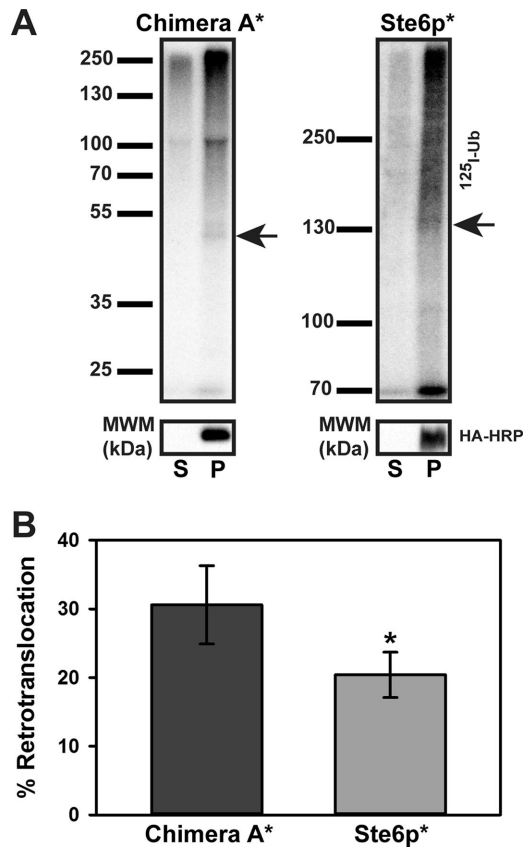 A
Chimera A*
Ste6p*
250
130
100
70
55
35
25
250
130
100
70
125I-Ub
MWM
(kDa)
S P
MWM
(kDa)
S P
HA-HRP
B
% Retrotranslocation
40
30
20
10
0
*
Chimera A*
Ste6p*